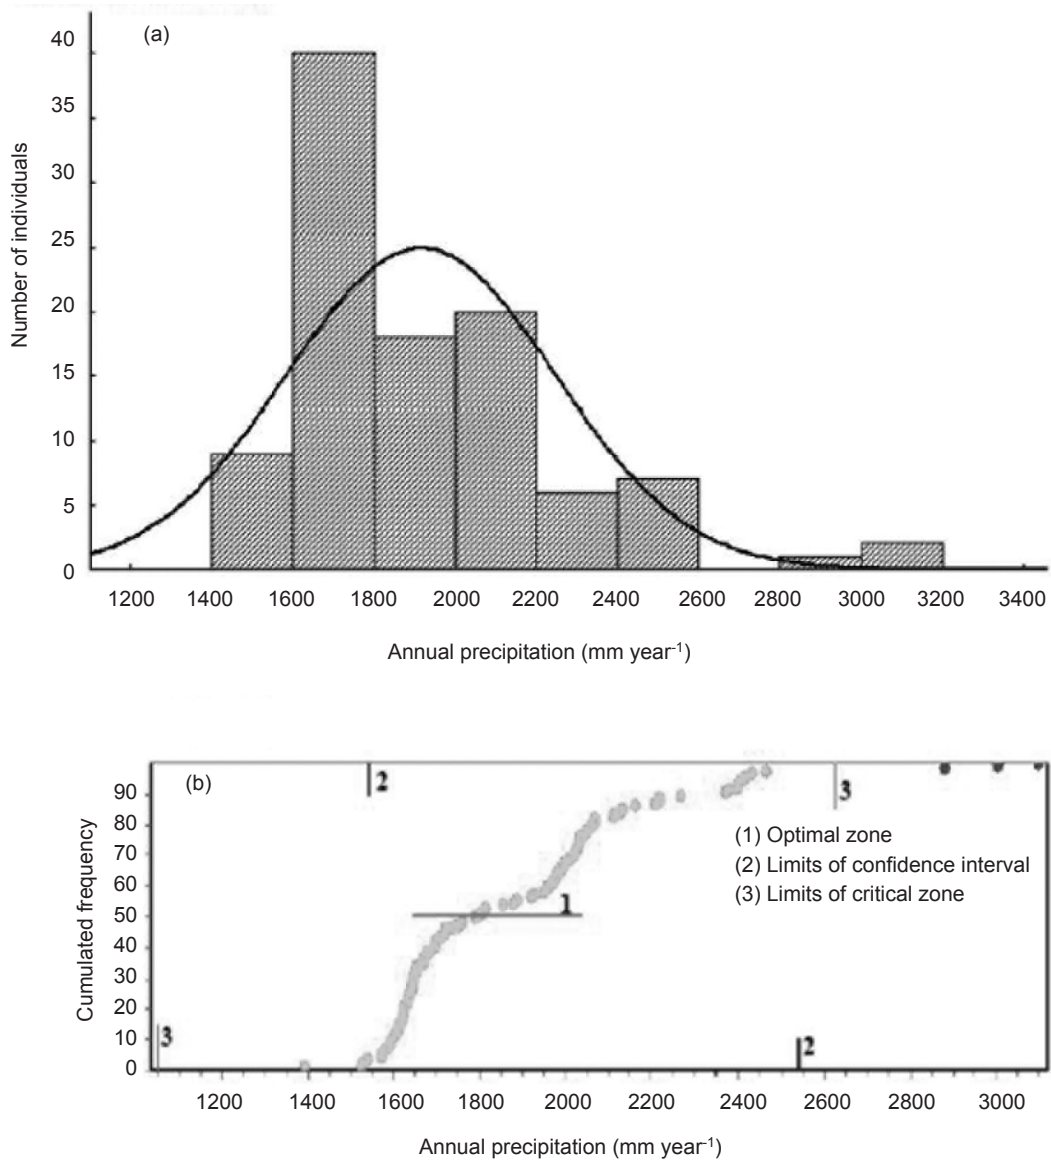 (a)
Number of individuals
40
35
30
25
20
15
10
5
0
1200 1400 1600 1800 2000 2200 2400 2600 2800 3000 3200 3400
Annual precipitation (mm year-1)
(b)
Cumulated frequency
90
80
70
60
50
40
30
20
10
0
2
3
1
3
2
(1) Optimal zone
(2) Limits of confidence interval
(3) Limits of critical zone
1200 1400 1600 1800 2000 2200 2400 2600 3000
Annual precipitation (mm year-1)